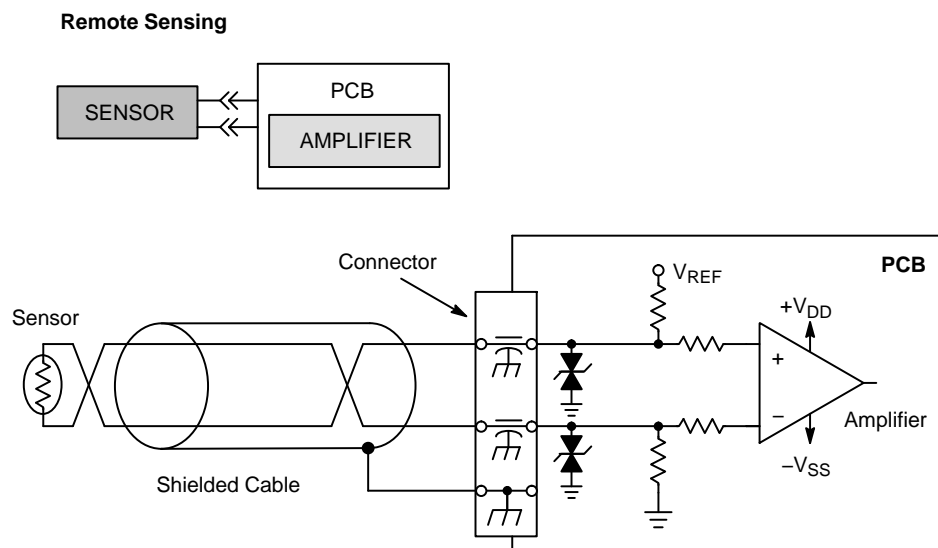 Remote Sensing
SENSOR
PCB
AMPLIFIER
Connector
PCB
VREF
+VDD
Sensor
+
−
Amplifier
−VSS
Shielded Cable